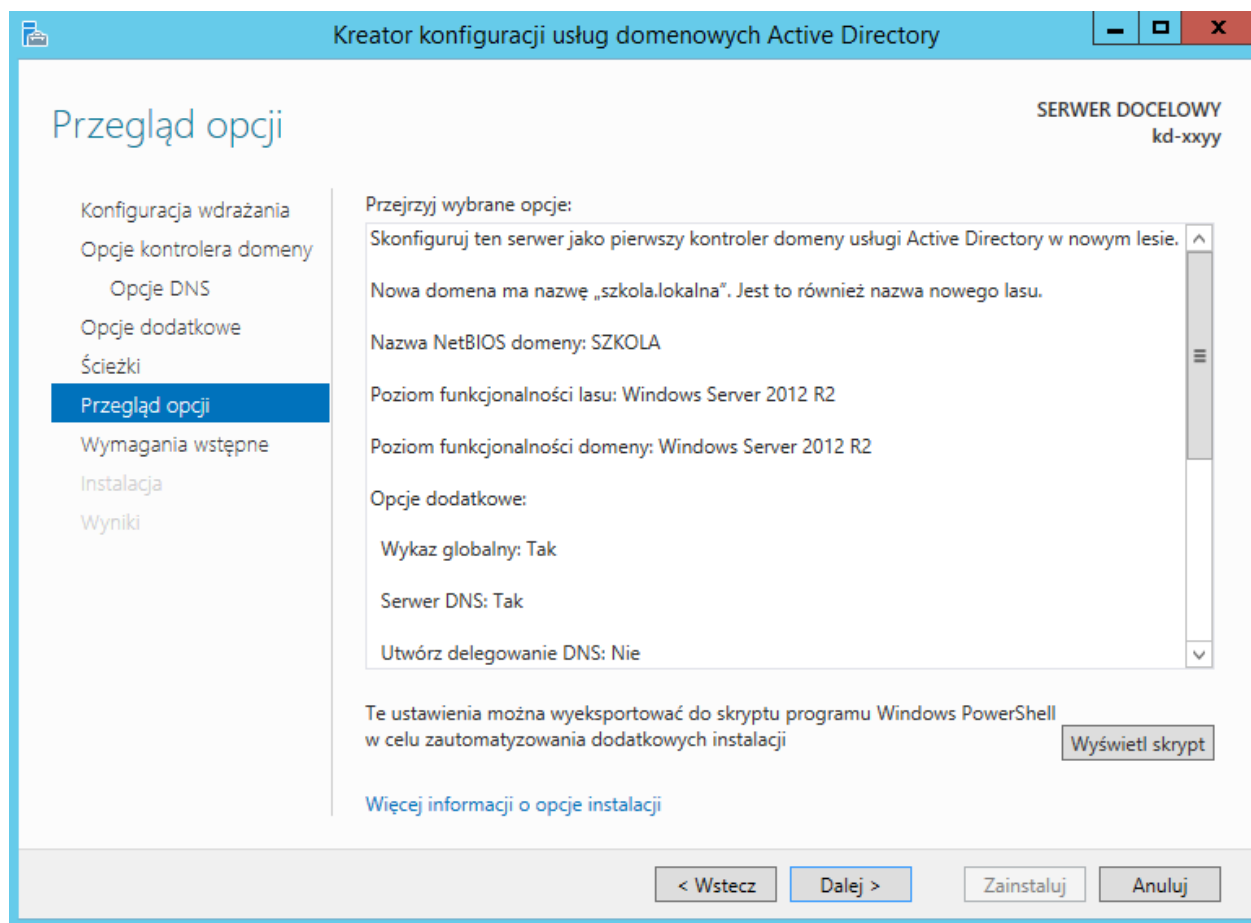 Kreator konfiguracji usług domenowych Active Directory
Przegląd opcji
SERWER DOCELOWY
kd-xxyy
Konfiguracja wdrażania
Opcje kontrolera domeny
Opcje DNS
Opcje dodatkowe
Ścieżki
Przegląd opcji
Wymagania wstępne
Instalacja
Wyniki
Przejrzyj wybrane opcje:
Skonfiguruj ten serwer jako pierwszy kontroler domeny usługi Active Directory w nowym lesie.
Nowa domena ma nazwę „szkola.lokalna”. Jest to również nazwa nowego lasu.
Nazwa NetBIOS domeny: SZKOLA
Poziom funkcjonalności lasu: Windows Server 2012 R2
Poziom funkcjonalności domeny: Windows Server 2012 R2
Opcje dodatkowe:
Wykaz globalny: Tak
Serwer DNS: Tak
Utwórz delegowanie DNS: Nie
Te ustawienia można wyeksportować do skryptu programu Windows PowerShell
w celu zautomatyzowania dodatkowych instalacji
Wyświetl skrypt
Więcej informacji o opcje instalacji
< Wstecz
Dalej >
Zainstaluj
Anuluj